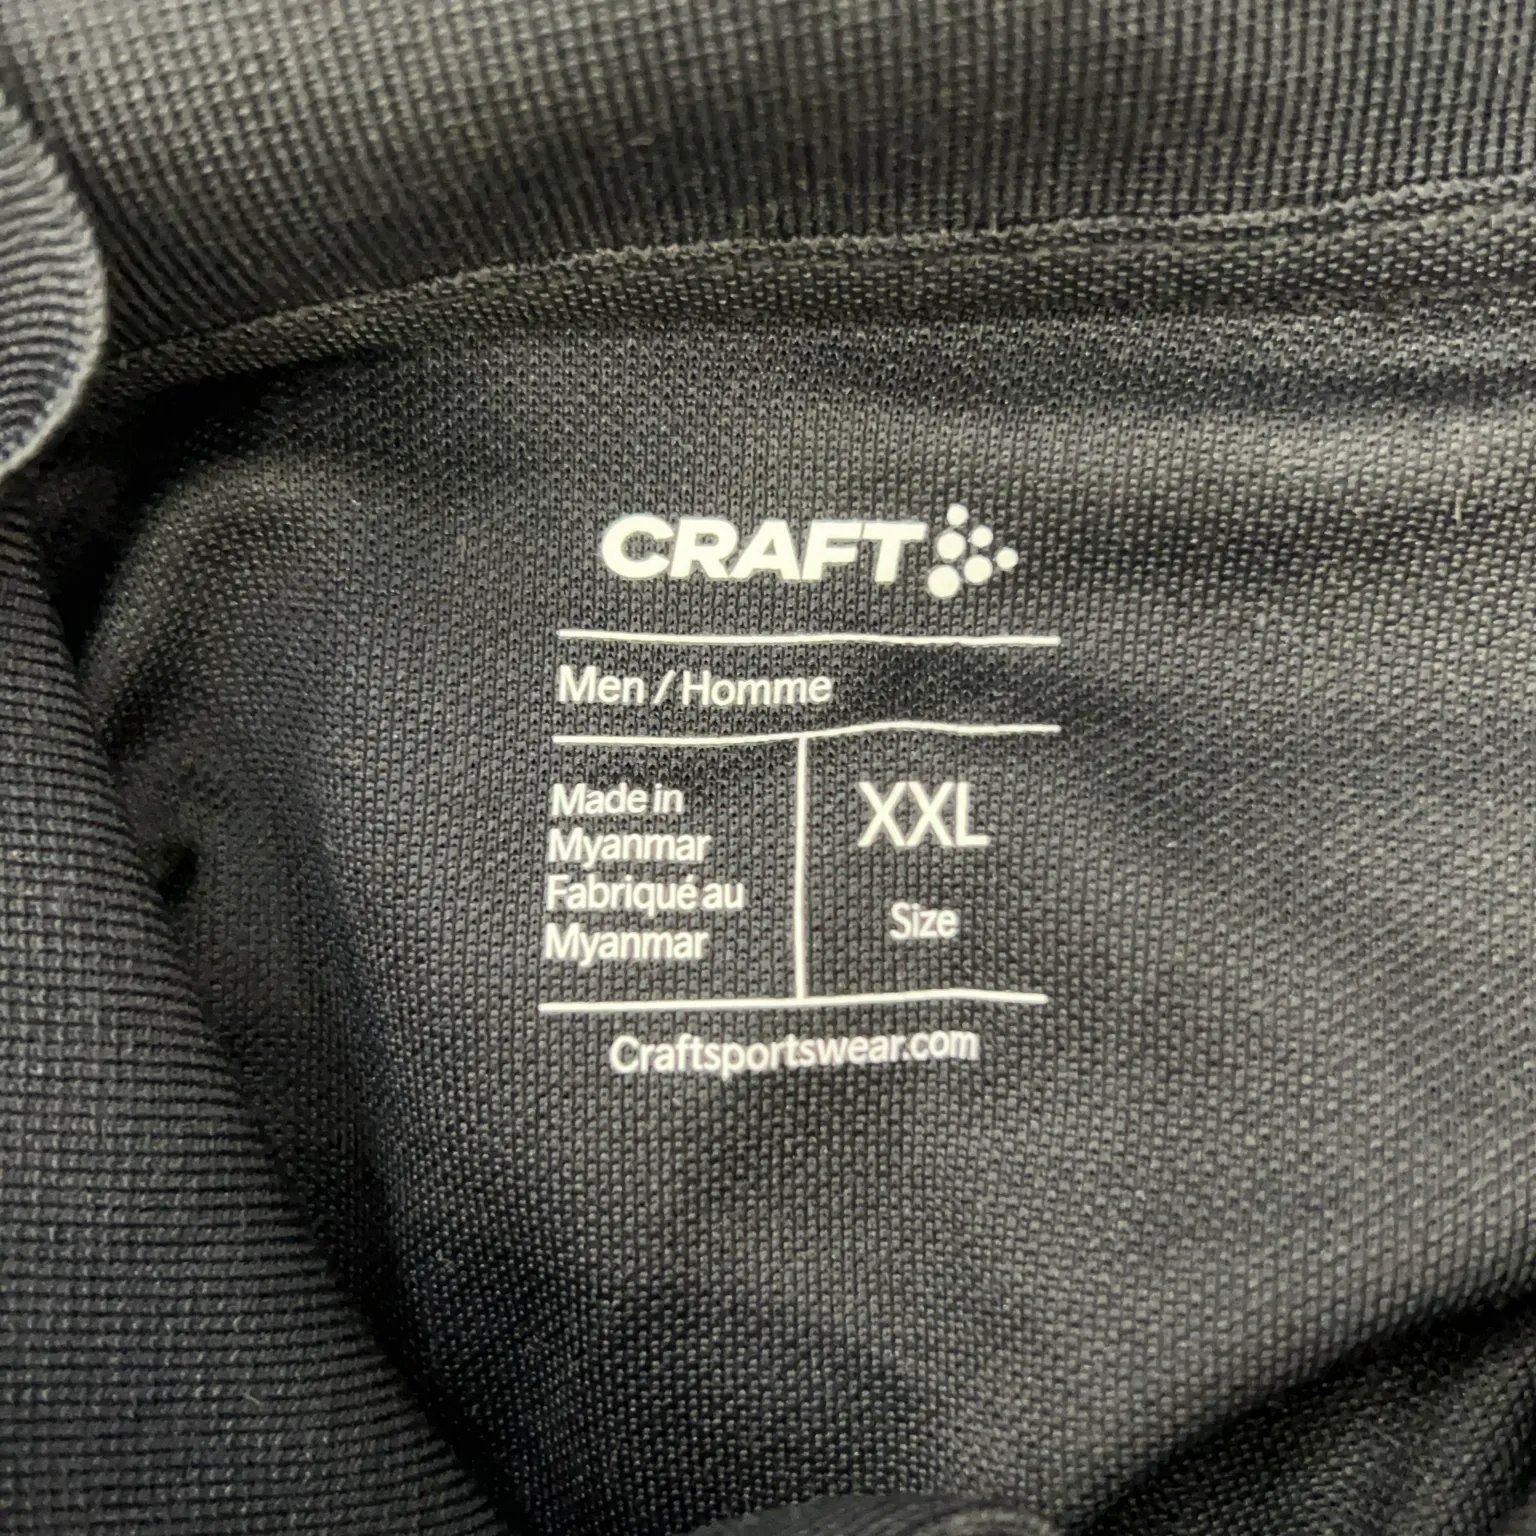 CRAFT
Men / Homme
Made in
Myanmar
Fabriqué au
Myanmar
XXL
Size
Craftsportswear.com